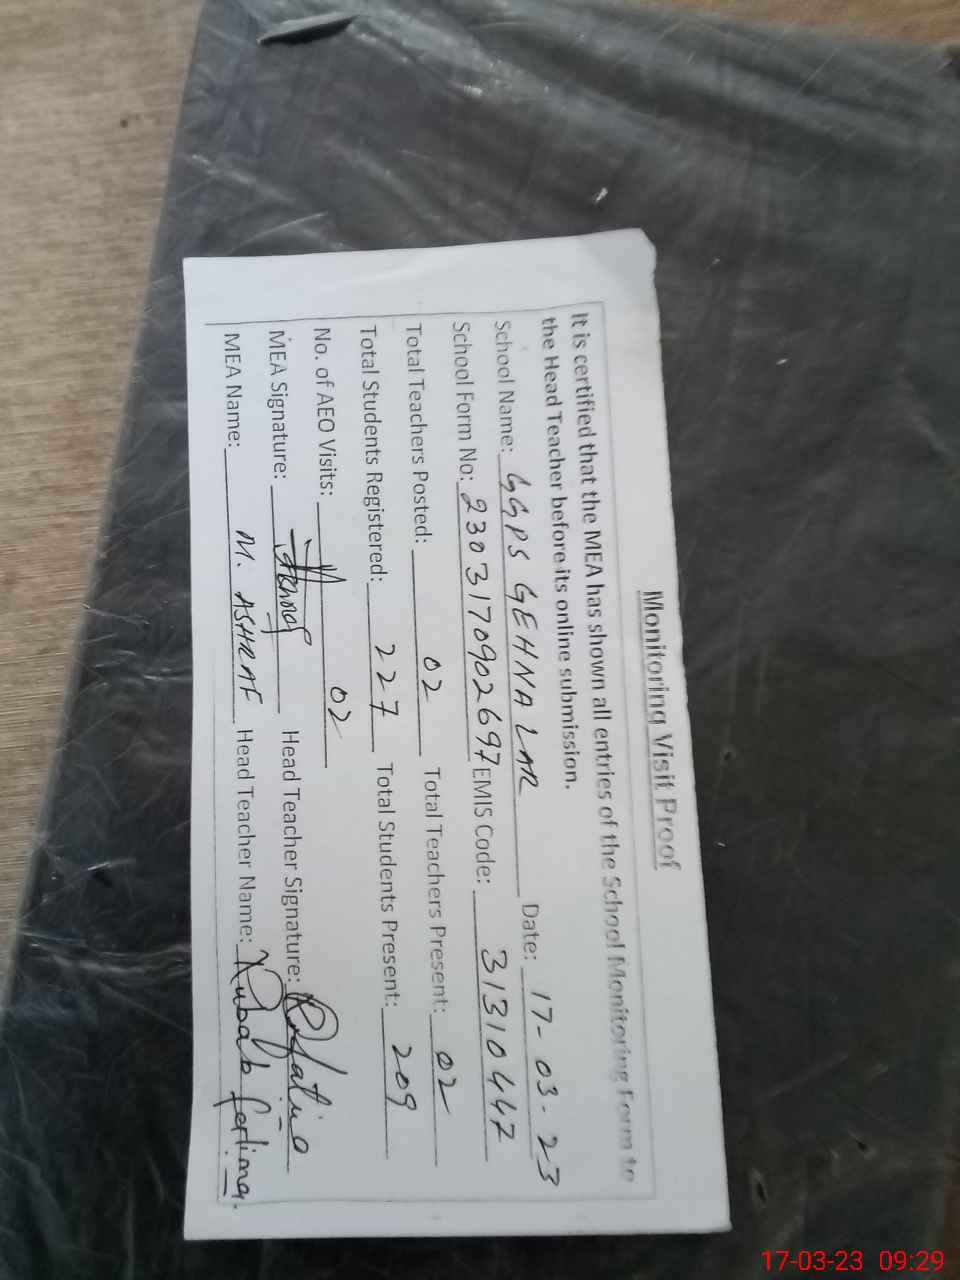 Monitoring Visit Proof
It is certified that the MEA has shown all entries of the School Monitoring Form to
the Head Teacher before its online submission.
School Name: GGPS GEHNA LAR Date: 17-03-23
School Form No: 2303170902697 EMIS Code: 31310447
Total Teachers Posted: 02 Total Teachers Present: 02
Total Students Registered: 227 Total Students Present: 209
No. of AEO Visits: 02
MEA Signature: Head Teacher Signature:
MEA Name: M. ASHRAF Head Teacher Name: Rubab fatima
17-03-23 09:29